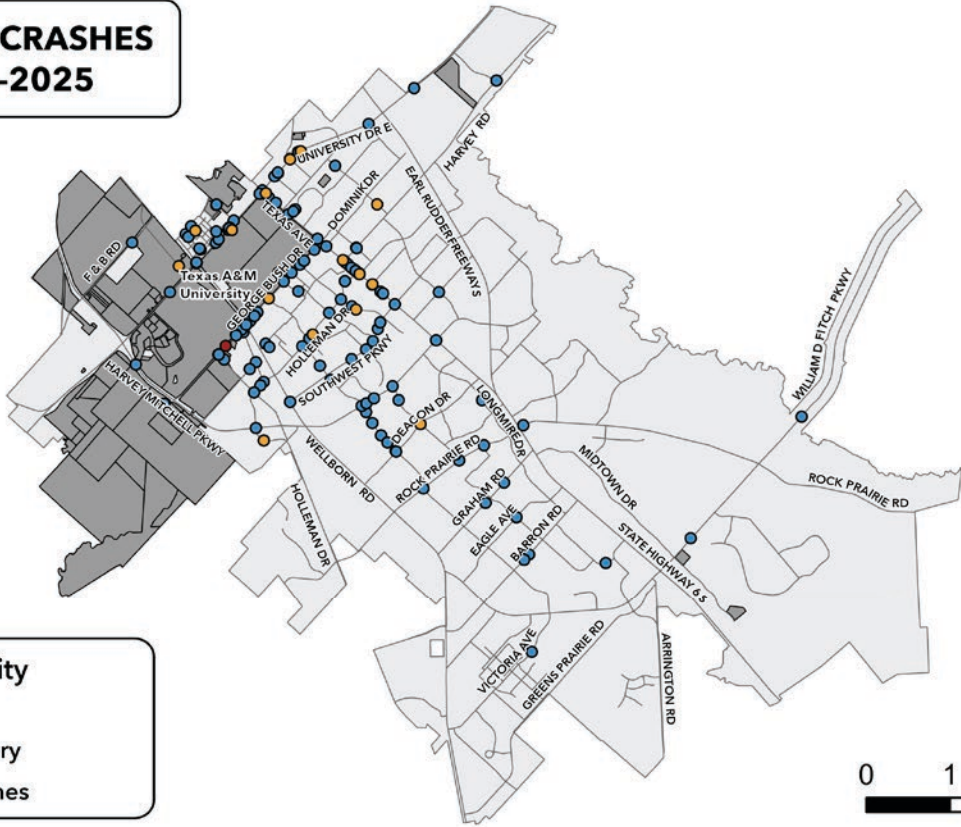 CRASHES
-2025
UNIVERSITY DR E
HARVEY RD
DOMINIK DR
EARL RUDDER FREEWAY S
TEXAS AVE
F & B RD
Texas A&M
University
GEORGE BUSH DR
WILLIAM D FITCH PKWY
HOLLEMAN DR
SOUTHWEST PKWY
HARVEY MITCHELL PKWY
LONGMIRE DR
DEACON DR
WELLBORN RD
ROCK PRAIRIE RD
MIDTOWN DR
ROCK PRAIRIE RD
HOLLEMAN DR
GRAHAM RD
EAGLE AVE
BARRON RD
STATE HIGHWAY 6 S
VICTORIA AVE
GREENS PRAIRIE RD
ARRINGTON RD
ity
ry
hes
0 1